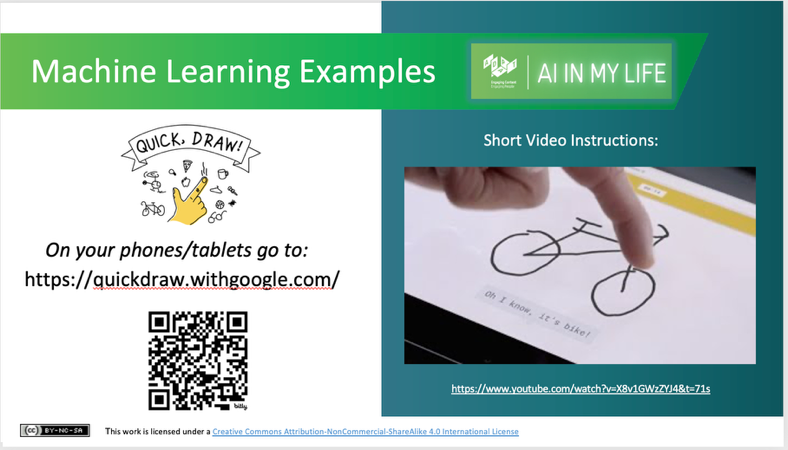 Machine Learning Examples
AI IN MY LIFE
QUICK, DRAW!
On your phones/tablets go to:
https://quickdraw.withgoogle.com/
bitly
Short Video Instructions:
Oh I know, it's bike!
https://www.youtube.com/watch?v=X8v1GWzZYJ4&t=71s
CC BY-NC-SA
This work is licensed under a Creative Commons Attribution-NonCommercial-ShareAlike 4.0 International License